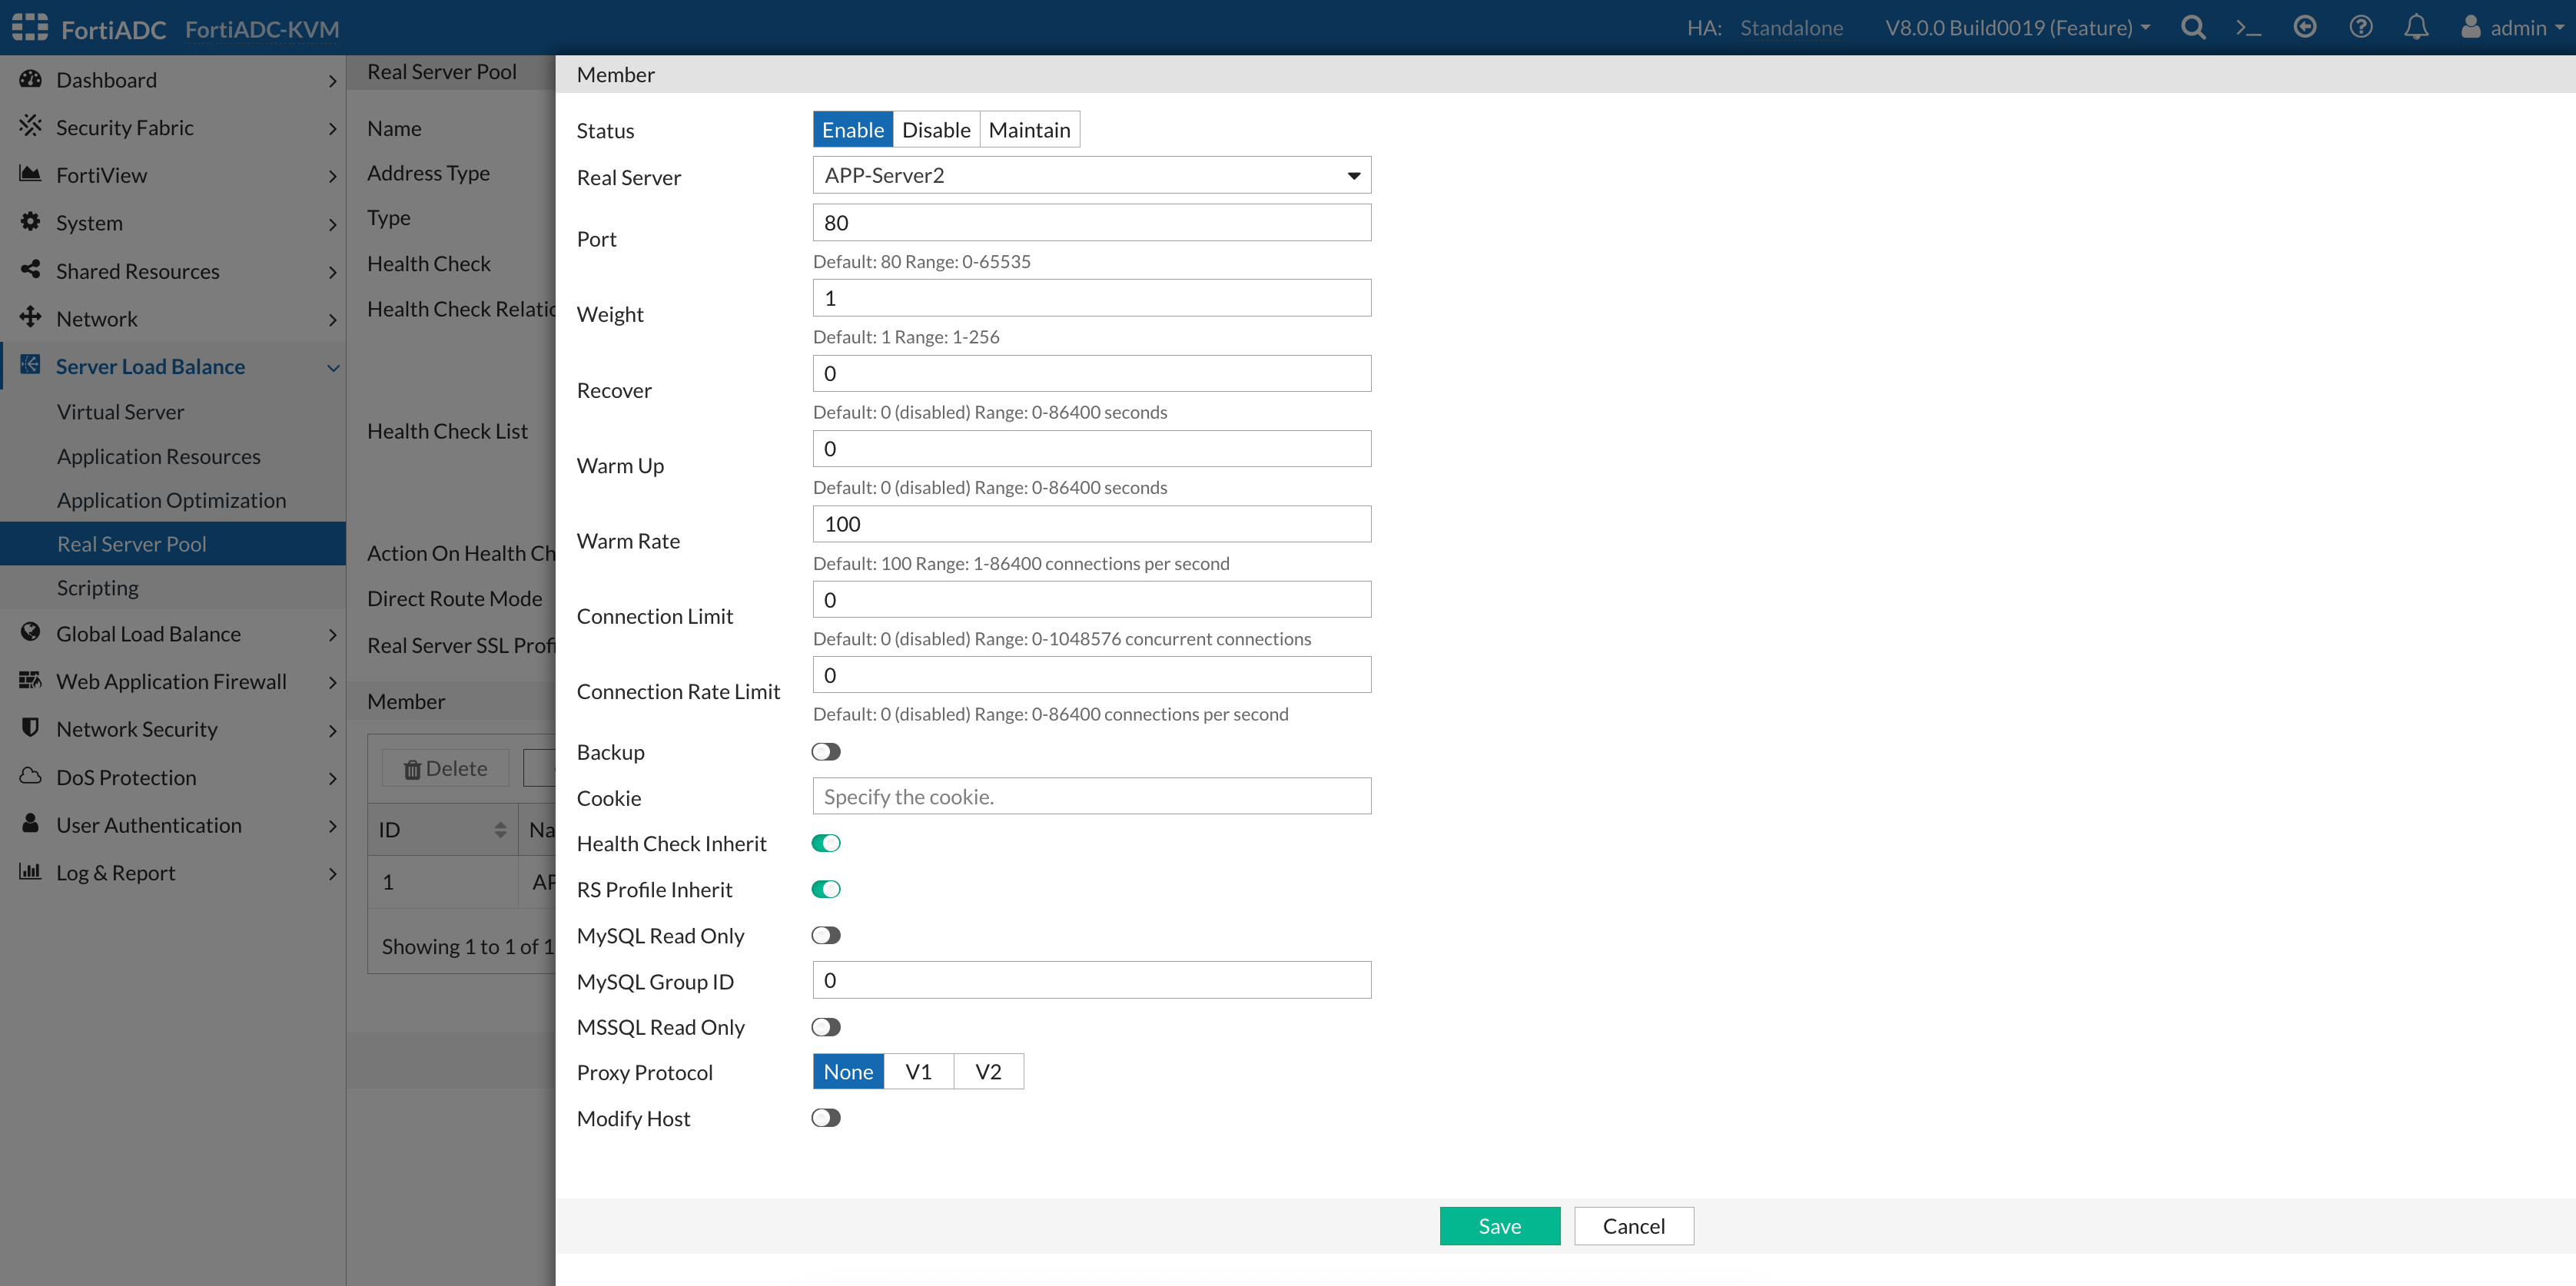 FortiADC FortiADC-KVM
HA: Standalone V8.0.0 Build0019 (Feature) admin
Dashboard
Security Fabric
FortiView
System
Shared Resources
Network
Server Load Balance
Virtual Server
Application Resources
Application Optimization
Real Server Pool
Scripting
Global Load Balance
Web Application Firewall
Network Security
DoS Protection
User Authentication
Log & Report
Real Server Pool
Name
Address Type
Type
Health Check
Health Check Relatio
Health Check List
Action On Health Ch
Direct Route Mode
Real Server SSL Profi
Member
Delete
ID Na
1 AP
Showing 1 to 1 of 1
Member
Status Enable Disable Maintain
Real Server APP-Server2
Port 80
Default: 80 Range: 0-65535
Weight 1
Default: 1 Range: 1-256
Recover 0
Default: 0 (disabled) Range: 0-86400 seconds
Warm Up 0
Default: 0 (disabled) Range: 0-86400 seconds
Warm Rate 100
Default: 100 Range: 1-86400 connections per second
Connection Limit 0
Default: 0 (disabled) Range: 0-1048576 concurrent connections
Connection Rate Limit 0
Default: 0 (disabled) Range: 0-86400 connections per second
Backup
Cookie Specify the cookie.
Health Check Inherit
RS Profile Inherit
MySQL Read Only
MySQL Group ID 0
MSSQL Read Only
Proxy Protocol None V1 V2
Modify Host
Save Cancel